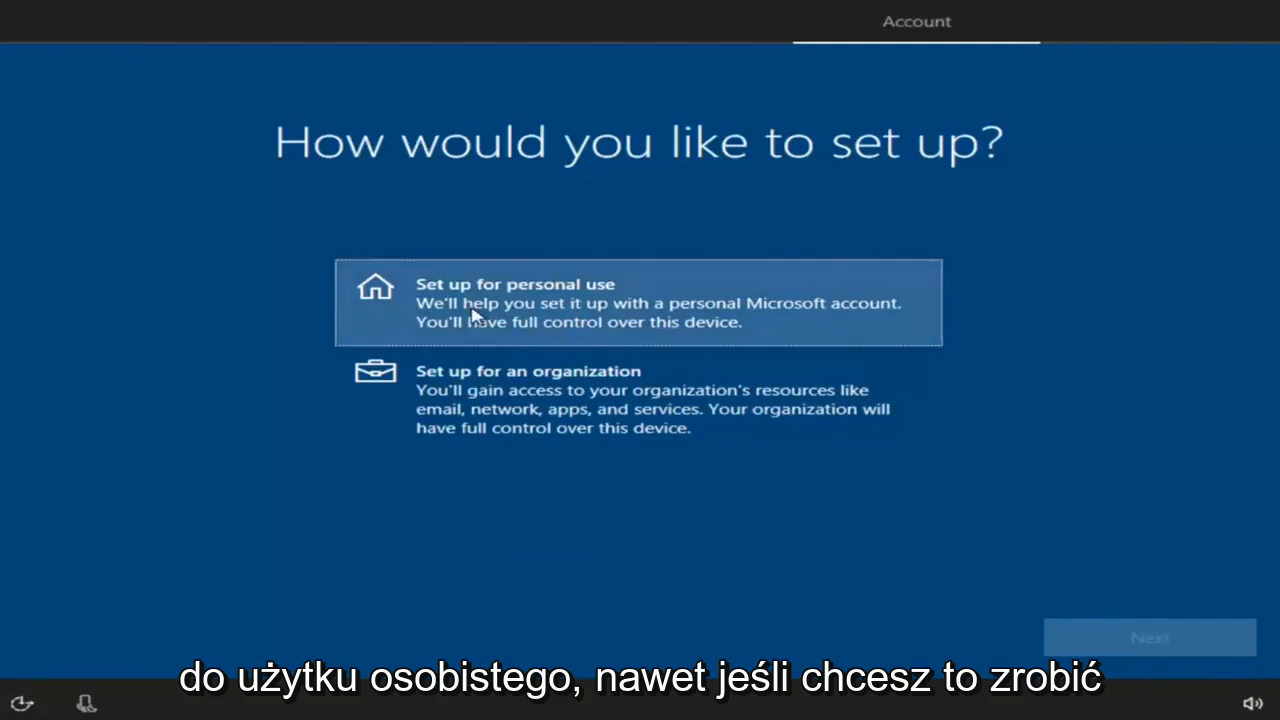 Account
How would you like to set up?
Set up for personal use
We'll help you set it up with a personal Microsoft account.
You'll have full control over this device.
Set up for an organization
You'll gain access to your organization's resources like
email, network, apps, and services. Your organization will
have full control over this device.
Next
do użytku osobistego, nawet jeśli chcesz to zrobić